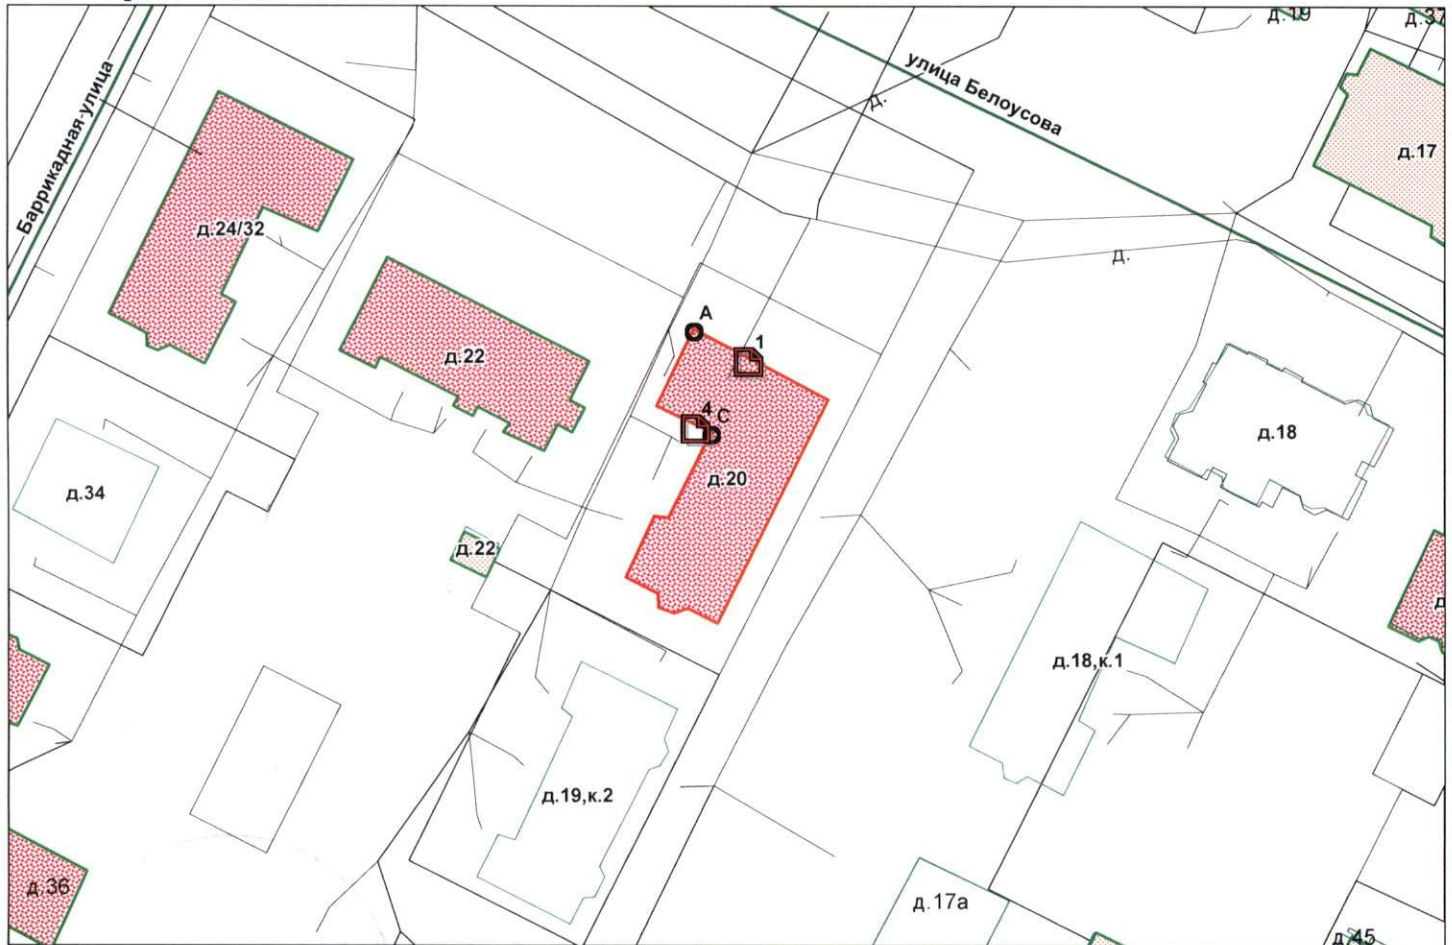 д.19
д.37
Баррикадная улица
улица Белоусова
д.
д.17
д.24/32
д.
А
1
д.22
4
С
д.18
д.20
д.34
д.22
д.18,к.1
д.19,к.2
д.36
д.17а
д.45